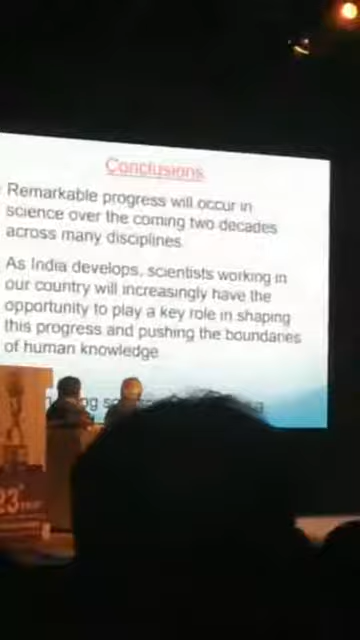 Conclusions
Remarkable progress will occur in
science over the coming two decades
across many disciplines
As India develops, scientists working in
our country will increasingly have the
opportunity to play a key role in shaping
this progress and pushing the boundaries
of human knowledge
23